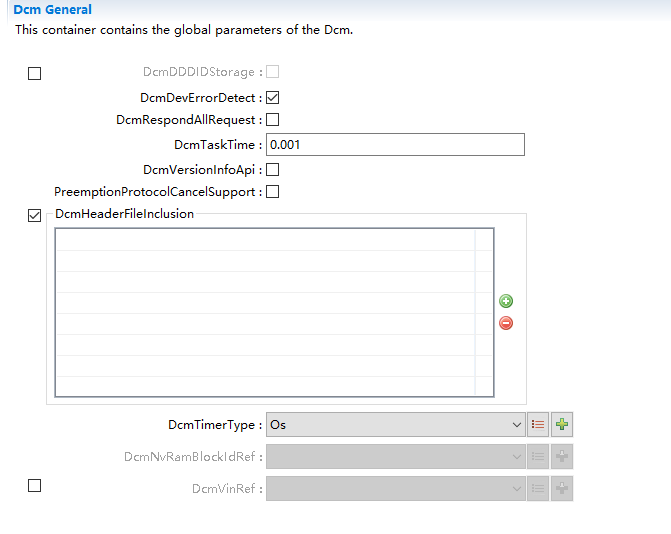 Dcm General
This container contains the global parameters of the Dcm.
DcmDDDIDStorage :
DcmDevErrorDetect :
DcmRespondAllRequest :
DcmTaskTime : 0.001
DcmVersionInfoApi :
PreemptionProtocolCancelSupport :
DcmHeaderFileInclusion
DcmTimerType : Os
DcmNvRamBlockIdRef :
DcmVinRef :